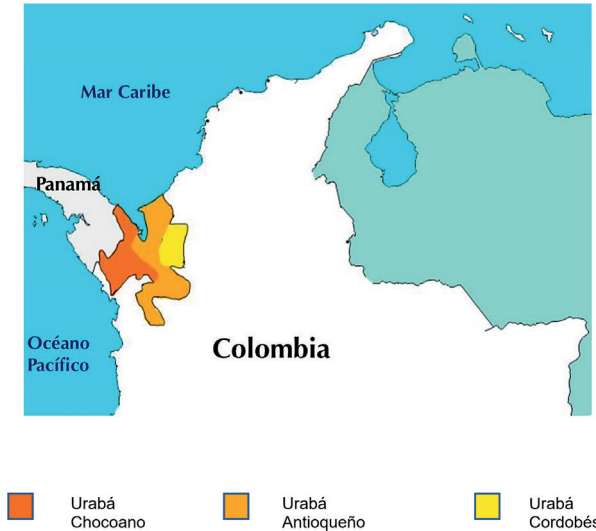 Mar Caribe
Panamá
Océano
Pacífico
Colombia
Urabá
Chocoano
Urabá
Antioqueño
Urabá
Cordobés